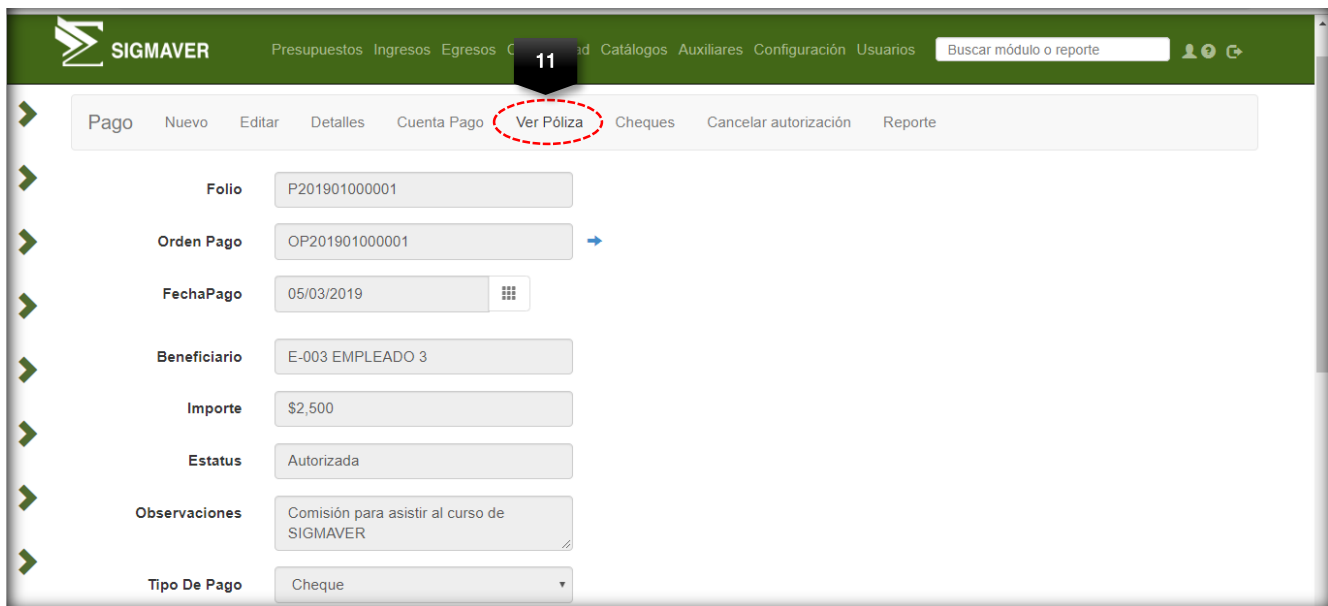 SIGMAVER Presupuestos Ingresos Egresos Catálogos Auxiliares Configuración Usuarios Buscar módulo o reporte
11
Pago Nuevo Editar Detalles Cuenta Pago Ver Póliza Cheques Cancelar autorización Reporte
Folio P201901000001
Orden Pago OP201901000001
FechaPago 05/03/2019
Beneficiario E-003 EMPLEADO 3
Importe $2,500
Estatus Autorizada
Observaciones Comisión para asistir al curso de
SIGMAVER
Tipo De Pago Cheque